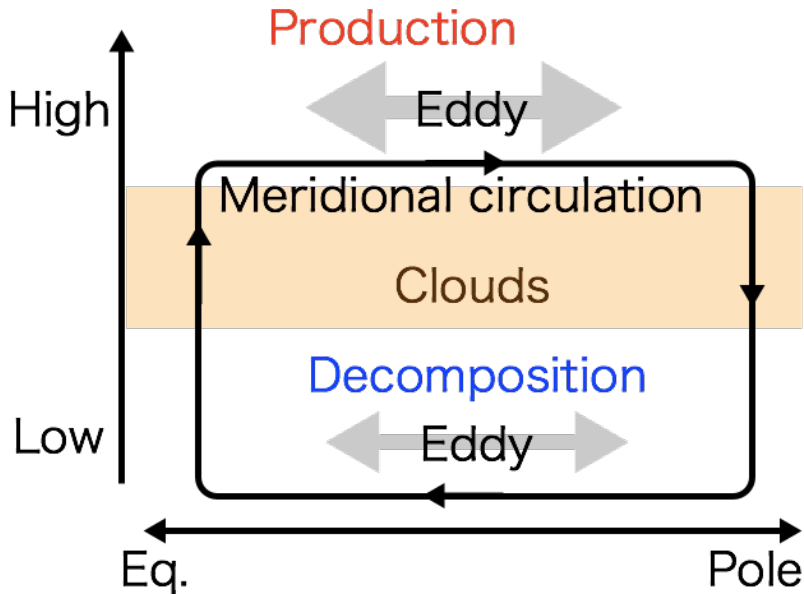 Production
High
Eddy
Meridional circulation
Clouds
Decomposition
Low
Eddy
Eq.
Pole